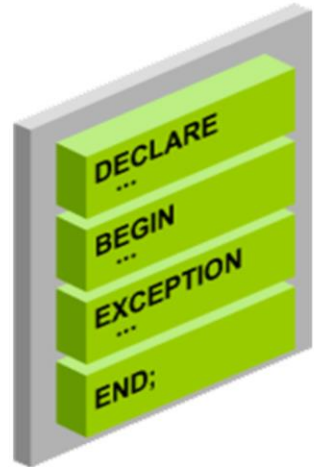 DECLARE
...
BEGIN
...
EXCEPTION
...
END;